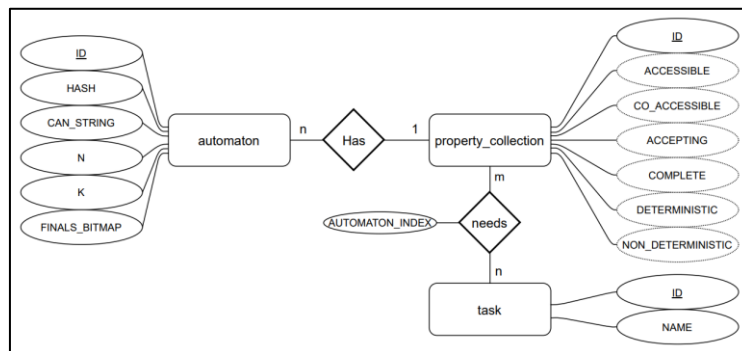 ID
HASH
CAN_STRING
N
K
FINALS_BITMAP
automaton
n
Has
1
property_collection
ID
ACCESSIBLE
CO_ACCESSIBLE
ACCEPTING
COMPLETE
DETERMINISTIC
NON_DETERMINISTIC
m
AUTOMATON_INDEX
needs
n
task
ID
NAME